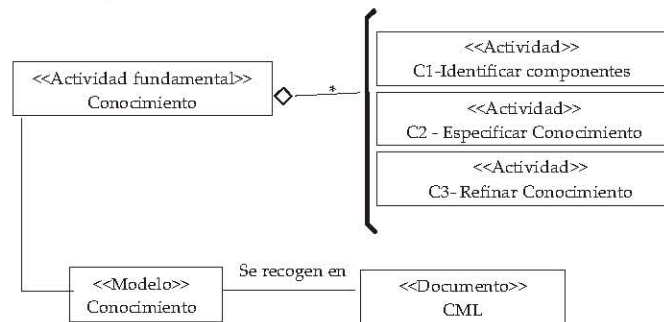 <<Actividad fundamental>>
Conocimiento
*
<<Actividad>>
C1-Identificar componentes
<<Actividad>>
C2 - Especificar Conocimiento
<<Actividad>>
C3- Refinar Conocimiento
<<Modelo>>
Conocimiento
Se recogen en
<<Documento>>
CML